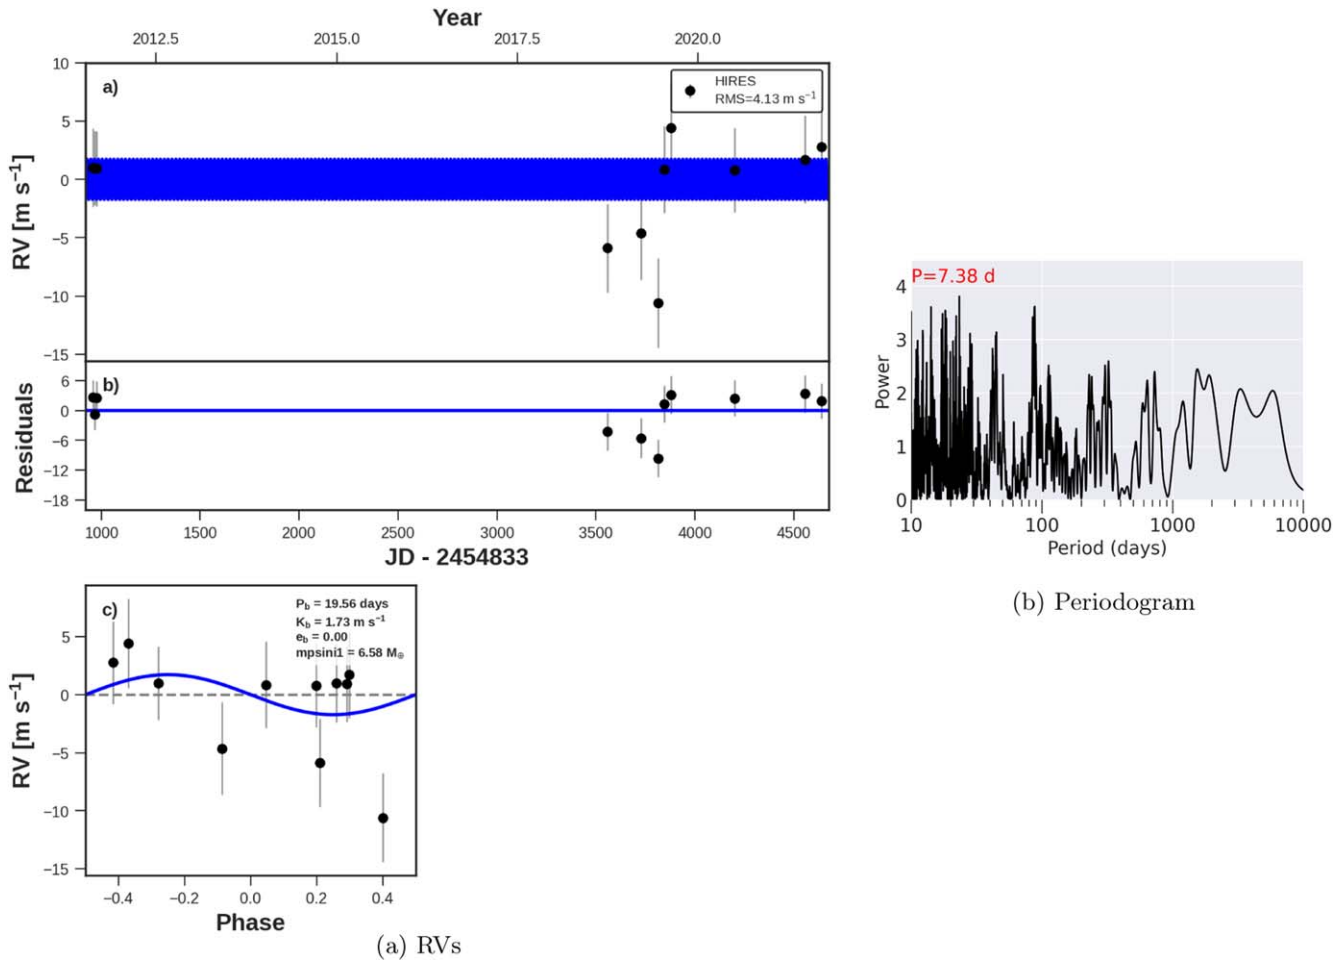 Year
2012.5 2015.0 2017.5 2020.0
a)
HIRES
RMS=4.13 m s⁻¹
10
5
0
−5
−10
−15
RV [m s⁻¹]
b)
6
0
−6
−12
−18
Residuals
1000 1500 2000 2500 3000 3500 4000 4500
JD - 2454833
c)
P_b = 19.56 days
K_b = 1.73 m s⁻¹
e_b = 0.00
mpsini1 = 6.58 M⊕
5
0
−5
−10
−15
RV [m s⁻¹]
−0.4 −0.2 0.0 0.2 0.4
Phase
(a) RVs
P=7.38 d
4
3
2
1
0
Power
10 100 1000 10000
Period (days)
(b) Periodogram